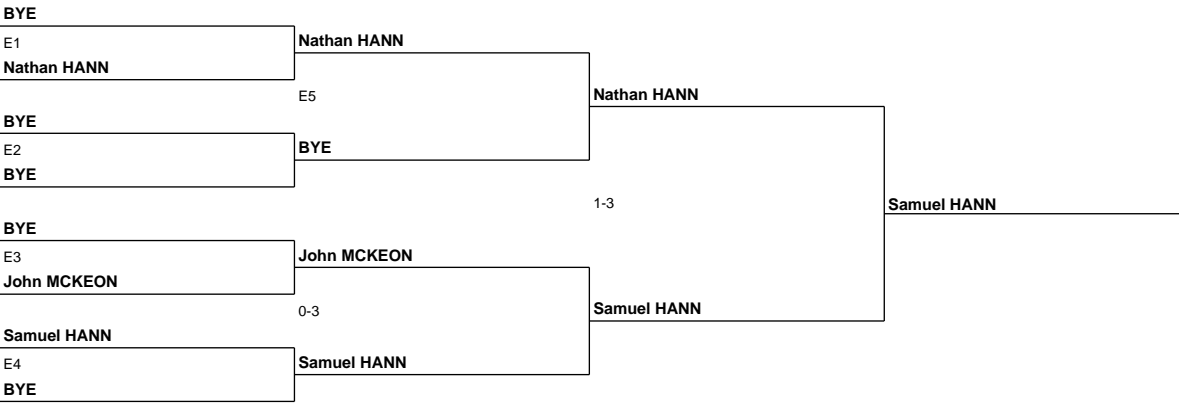 BYE
E1
Nathan HANN
Nathan HANN
E5
Nathan HANN
BYE
E2
BYE
BYE
1-3
Samuel HANN
BYE
E3
John MCKEON
John MCKEON
0-3
Samuel HANN
Samuel HANN
E4
Samuel HANN
BYE